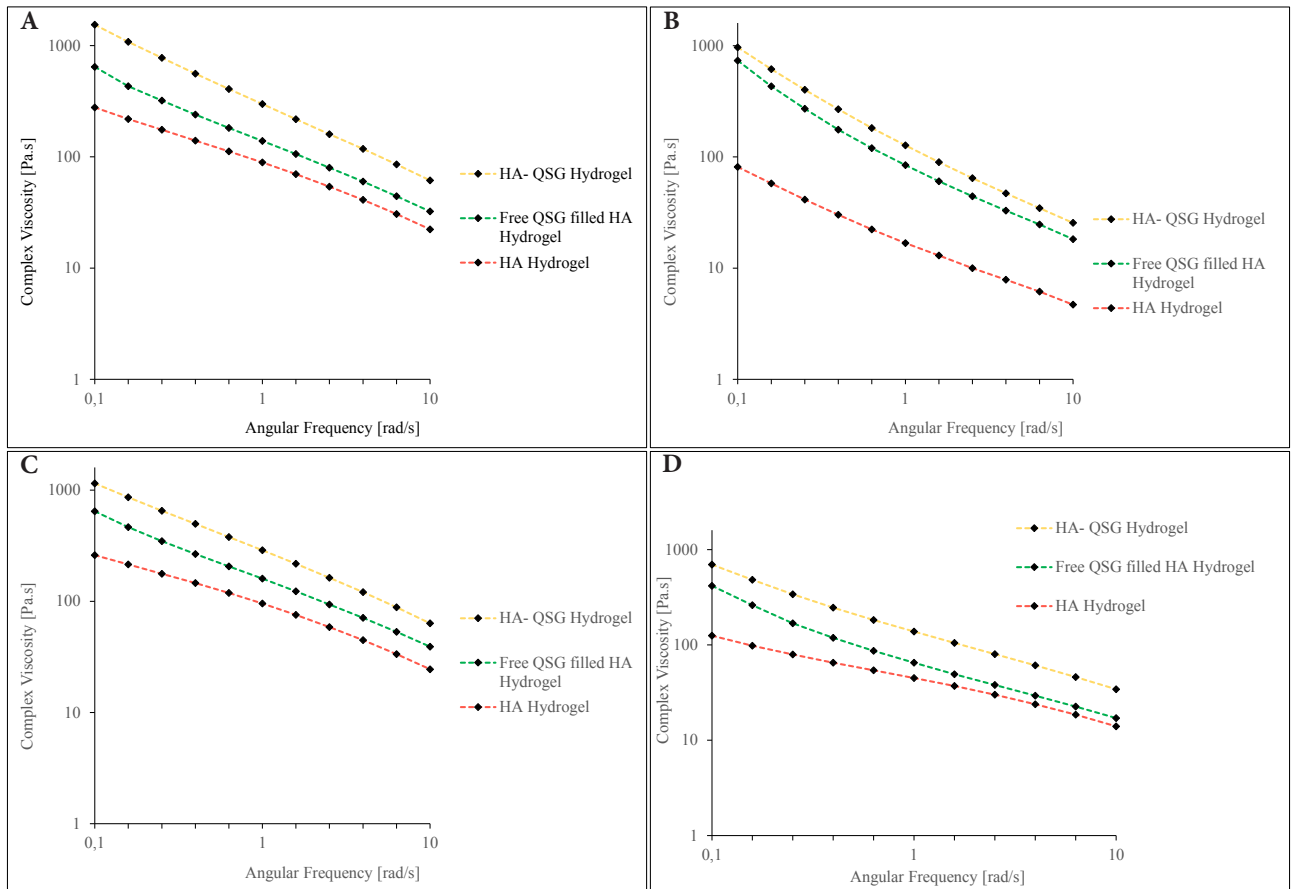 A
Complex Viscosity [Pa.s]
1000
100
10
1
0,1
1
10
Angular Frequency [rad/s]
HA- QSG Hydrogel
Free QSG filled HA
Hydrogel
HA Hydrogel
B
Complex Viscosity [Pa.s]
1000
100
10
1
0,1
1
10
Angular Frequency [rad/s]
HA- QSG Hydrogel
Free QSG filled HA
Hydrogel
HA Hydrogel
C
Complex Viscosity [Pa.s]
1000
100
10
1
0,1
1
10
Angular Frequency [rad/s]
HA- QSG Hydrogel
Free QSG filled HA
Hydrogel
HA Hydrogel
D
Complex Viscosity [Pa.s]
1000
100
10
1
0,1
1
10
Angular Frequency [rad/s]
HA- QSG Hydrogel
Free QSG filled HA Hydrogel
HA Hydrogel